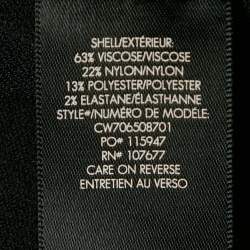 SHELL/EXTÉRIEUR:
63% VISCOSE/VISCOSE
22% NYLON/NYLON
13% POLYESTER/POLYESTER
2% ELASTANE/ÉLASTHANNE
STYLE#/NUMÉRO DE MODÈLE:
CW706508701
PO# 115947
RN# 107677
CARE ON REVERSE
ENTRETIEN AU VERSO